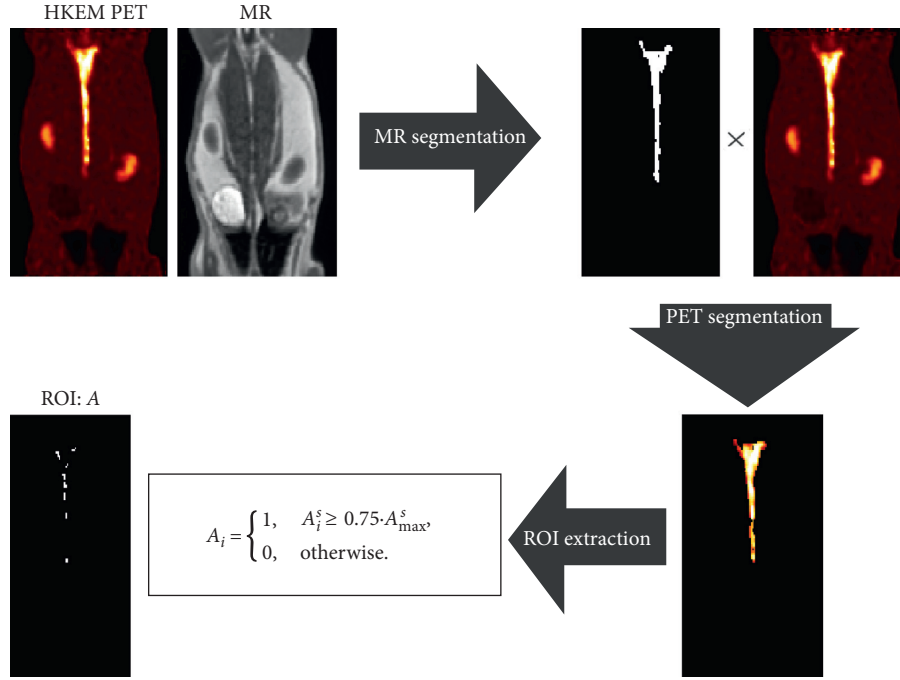 HKEM PET
MR
MR segmentation
×
PET segmentation
ROI: A
A_i = { 1, A_i^s ≥ 0.75·A_max^s,
0, otherwise.
ROI extraction